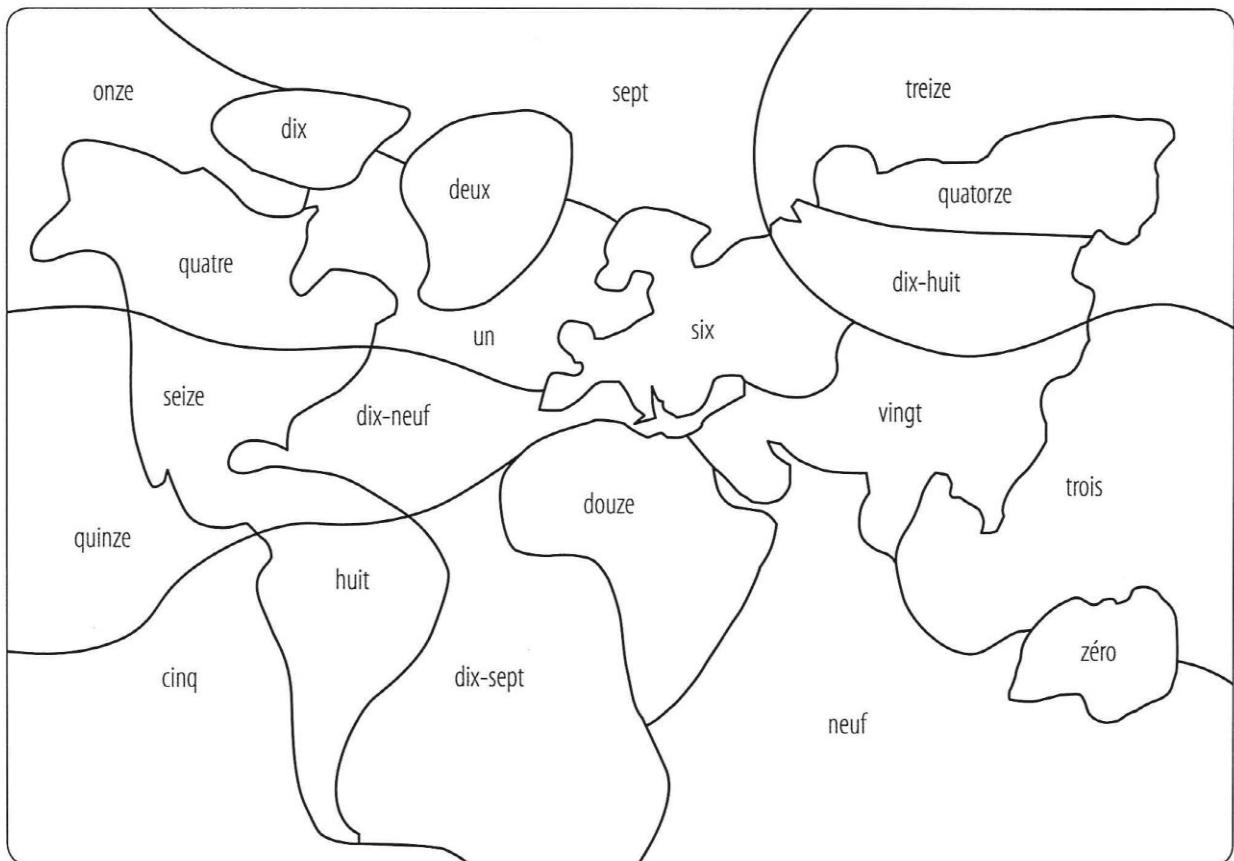 onze
sept
treize
dix
deux
quatorze
quatre
dix-huit
un
six
seize
dix-neuf
vingt
trois
douze
quinze
huit
cinq
dix-sept
zéro
neuf